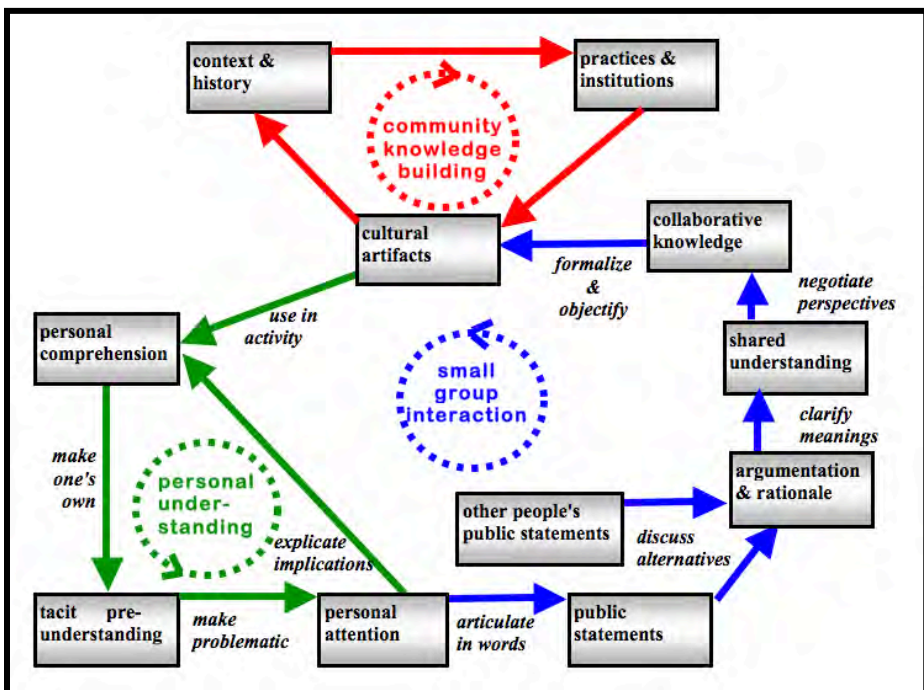 context &
history
practices &
institutions
community
knowledge
building
cultural
artifacts
collaborative
knowledge
formalize
&
objectify
negotiate
perspectives
use in
activity
personal
comprehension
small
group
interaction
shared
understanding
clarify
meanings
make
one's
own
personal
under-
standing
argumentation
& rationale
other people's
public statements
discuss
alternatives
explicate
implications
tacit pre-
understanding
make
problematic
personal
attention
articulate
in words
public
statements